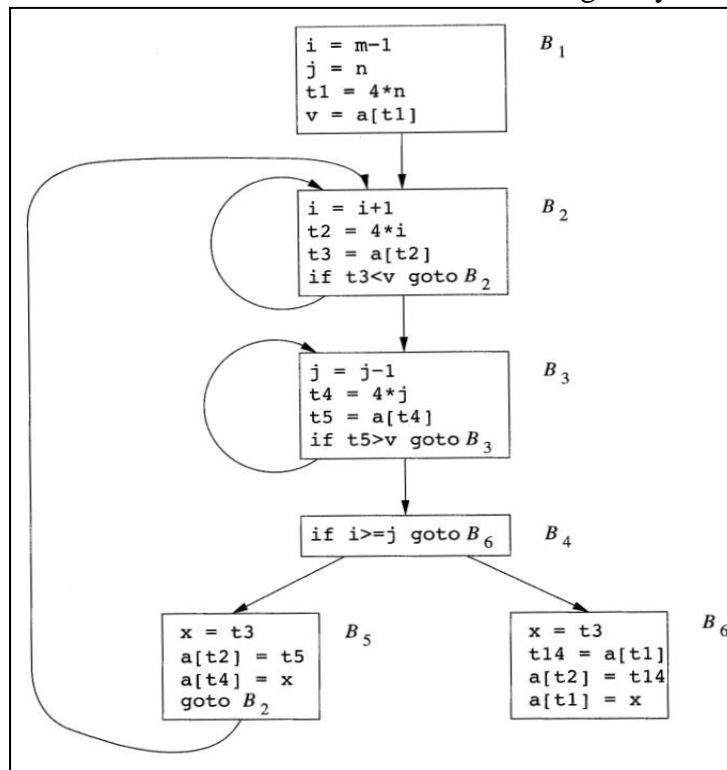 i = m-1
j = n
t1 = 4*n
v = a[t1]
B1
i = i+1
t2 = 4*i
t3 = a[t2]
if t3<v goto B2
B2
j = j-1
t4 = 4*j
t5 = a[t4]
if t5>v goto B3
B3
if i>=j goto B6
B4
x = t3
a[t2] = t5
a[t4] = x
goto B2
B5
x = t3
t14 = a[t1]
a[t2] = t14
a[t1] = x
B6